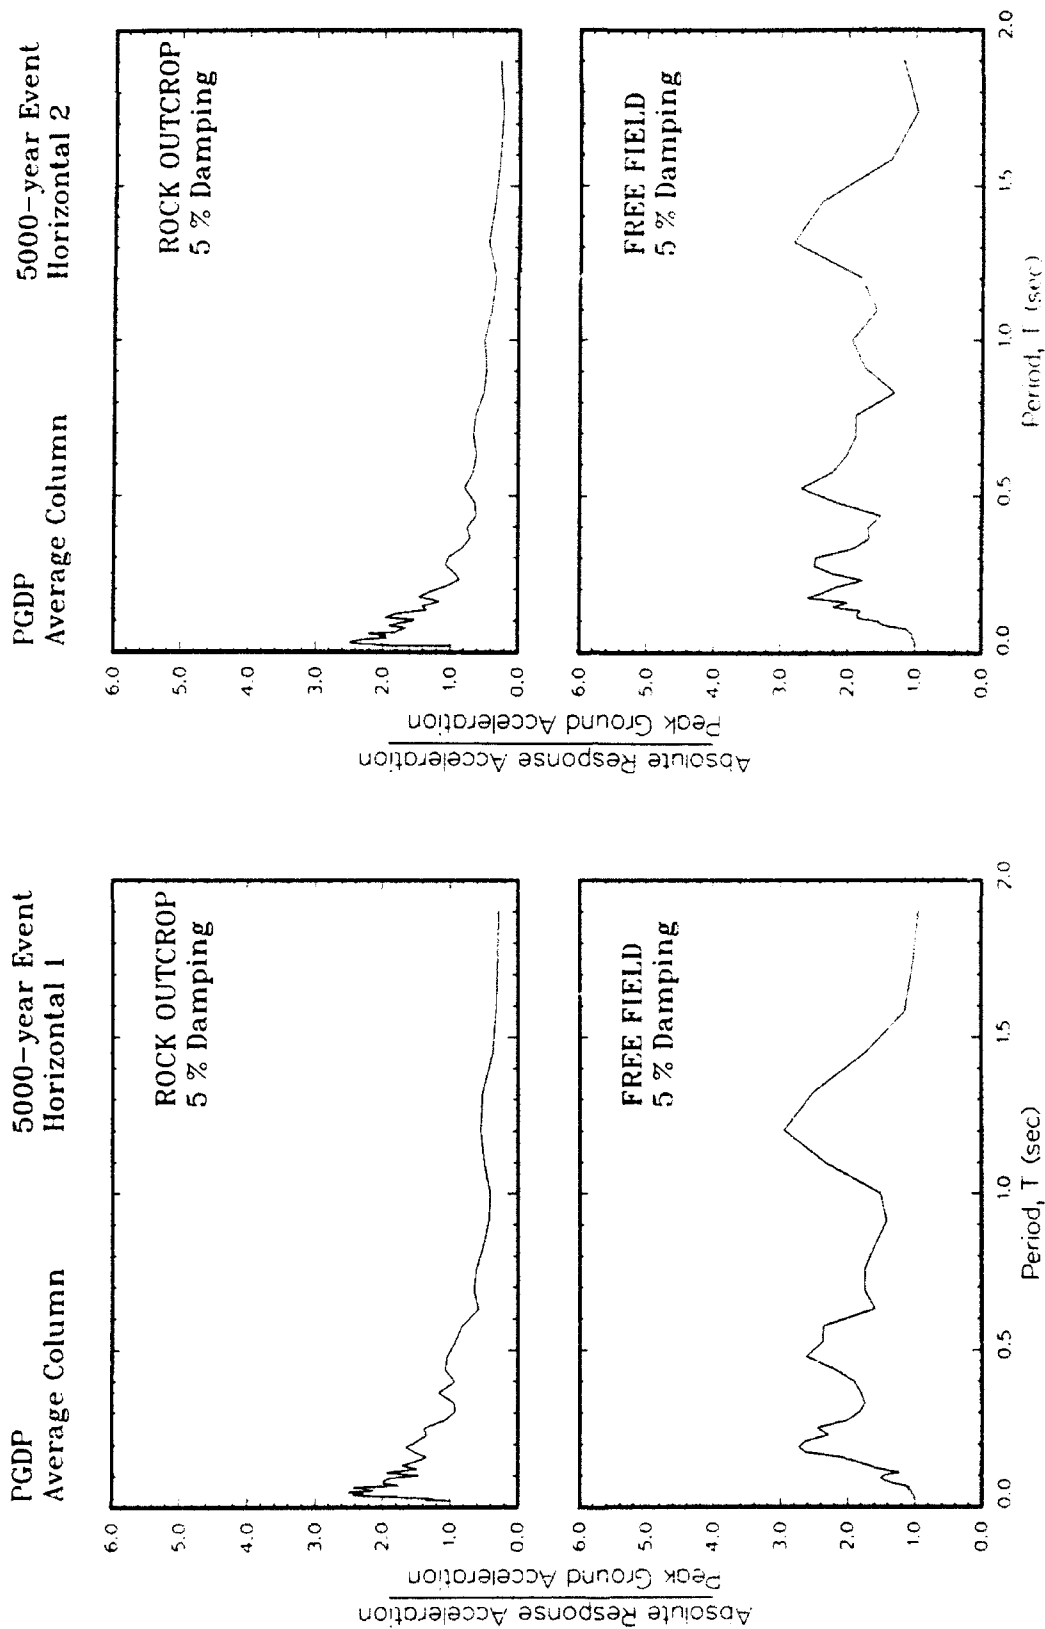 PGDP
Average Column
5000-year Event
Horizontal 1
Absolute Response Acceleration
Peak Ground Acceleration
6.0
5.0
4.0
3.0
2.0
1.0
0.0
ROCK OUTCROP
5 % Damping
6.0
5.0
4.0
3.0
2.0
1.0
0.0
FREE FIELD
5 % Damping
0.0
0.5
1.0
1.5
2.0
Period, T (sec)
PGDP
Average Column
5000-year Event
Horizontal 2
Absolute Response Acceleration
Peak Ground Acceleration
6.0
5.0
4.0
3.0
2.0
1.0
0.0
ROCK OUTCROP
5 % Damping
6.0
5.0
4.0
3.0
2.0
1.0
0.0
FREE FIELD
5 % Damping
0.0
0.5
1.0
1.5
2.0
Period, T (sec)